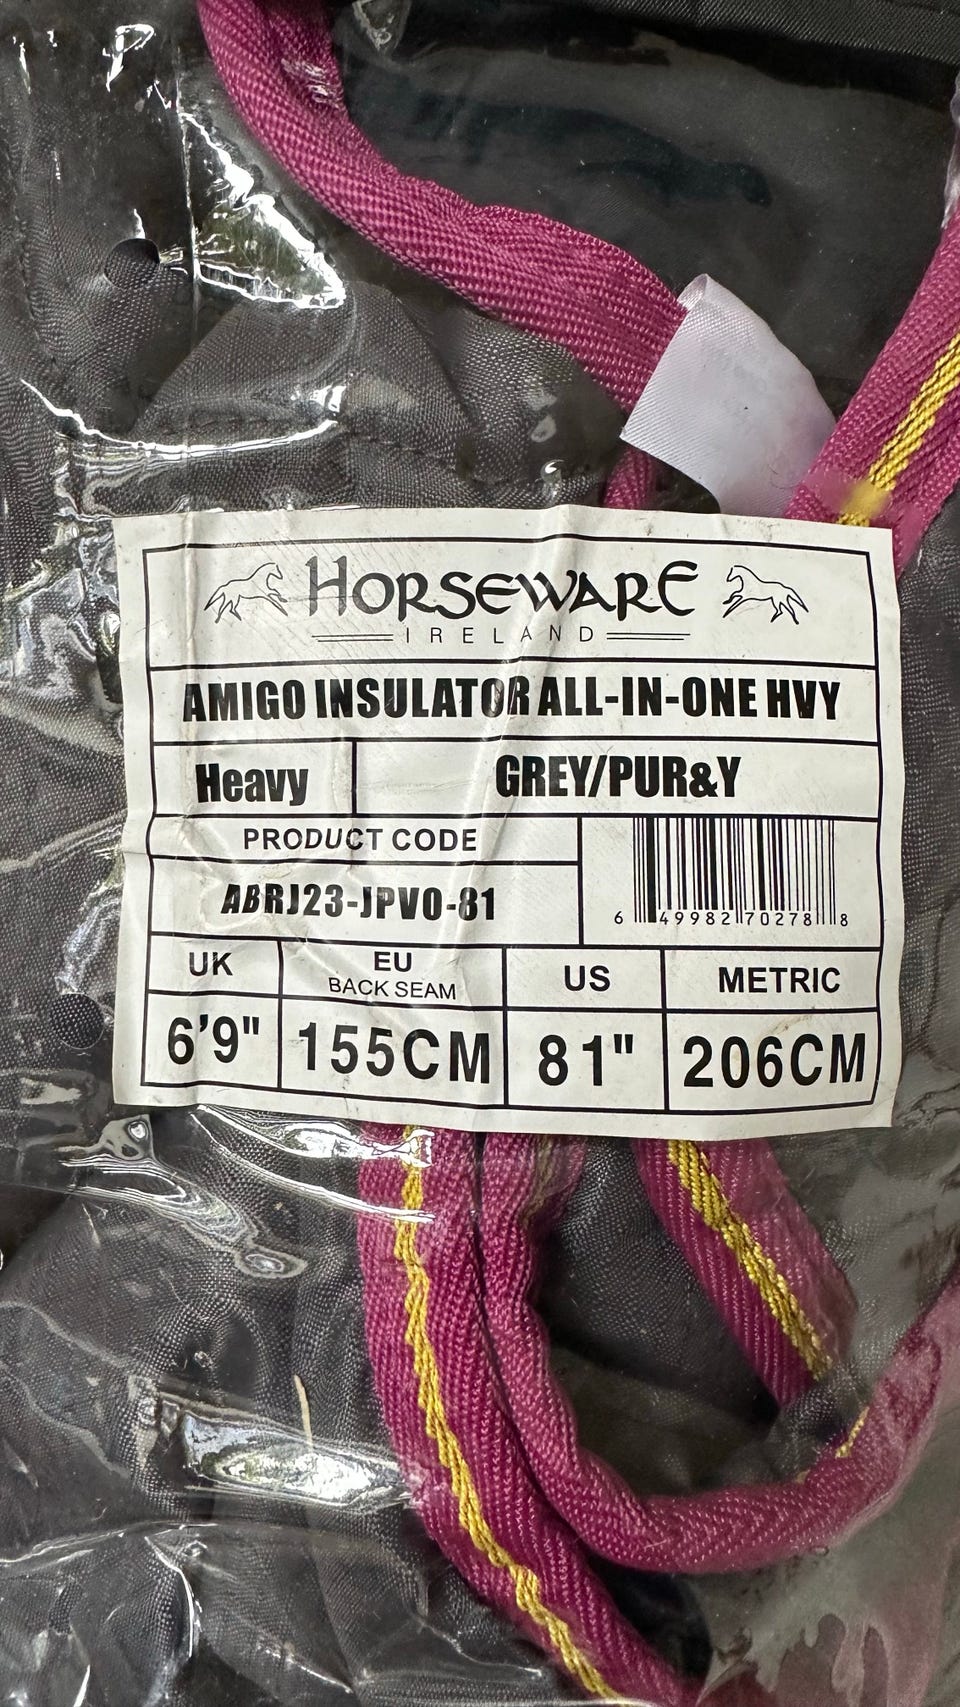 HORSEWARE
IRELAND
AMIGO INSULATOR ALL-IN-ONE HVY
Heavy GREY/PUR&Y
PRODUCT CODE
ABRJ23-JPV0-81
6 49982 70278 8
UK EU BACK SEAM US METRIC
6'9" 155CM 81" 206CM